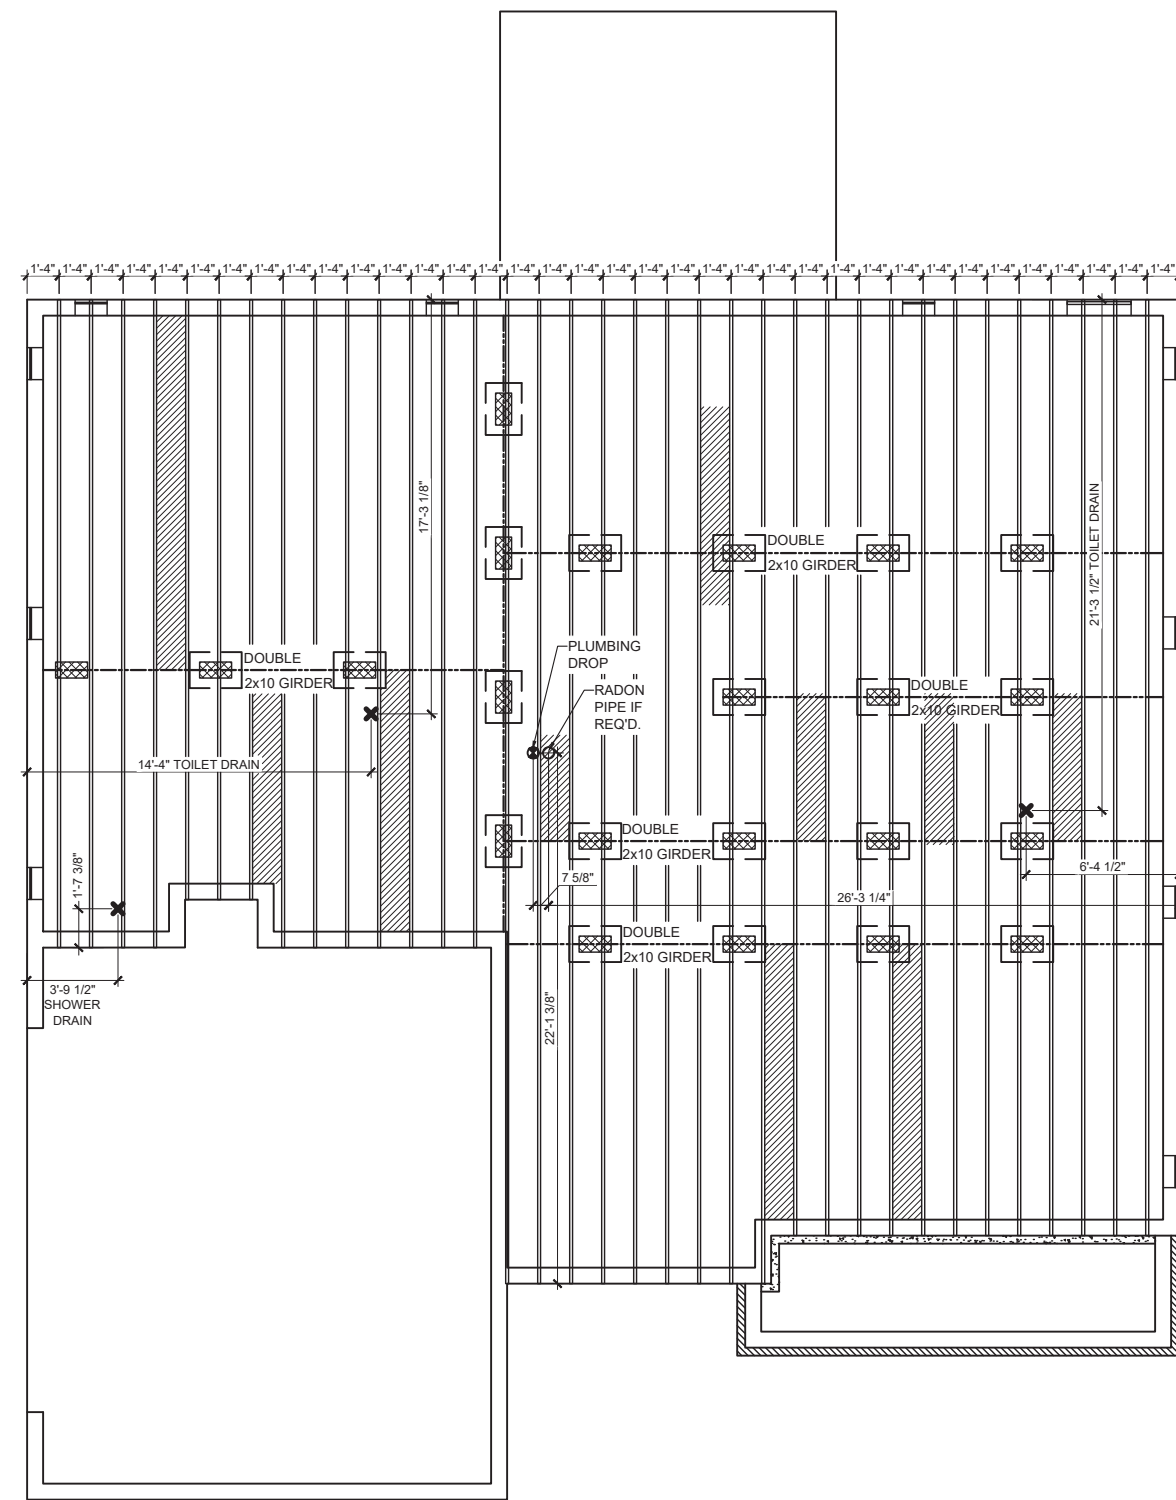 1'-4" 1'-4" 1'-4" 1'-4" 1'-4" 1'-4" 1'-4" 1'-4" 1'-4" 1'-4" 1'-4" 1'-4" 1'-4" 1'-4" 1'-4" 1'-4" 1'-4" 1'-4" 1'-4" 1'-4" 1'-4" 1'-4" 1'-4" 1'-4" 1'-4" 1'-4" 1'-4" 1'-4" 1'-4" 1'-4" 1'-4" 1'-4" 1'-4" 1'-4" 1'-4" 1'-4"
17'-3 1/8"
21'-3 1/2" TOILET DRAIN
DOUBLE
2x10 GIRDER
PLUMBING
DROP
DOUBLE
2x10 GIRDER
RADON
PIPE IF
REQ'D.
DOUBLE
2x10 GIRDER
14'-4" TOILET DRAIN
DOUBLE
2x10 GIRDER
1'-7 3/8"
7 5/8"
6'-4 1/2"
26'-3 1/4"
DOUBLE
2x10 GIRDER
3'-9 1/2"
SHOWER
DRAIN
22'-1 3/8"